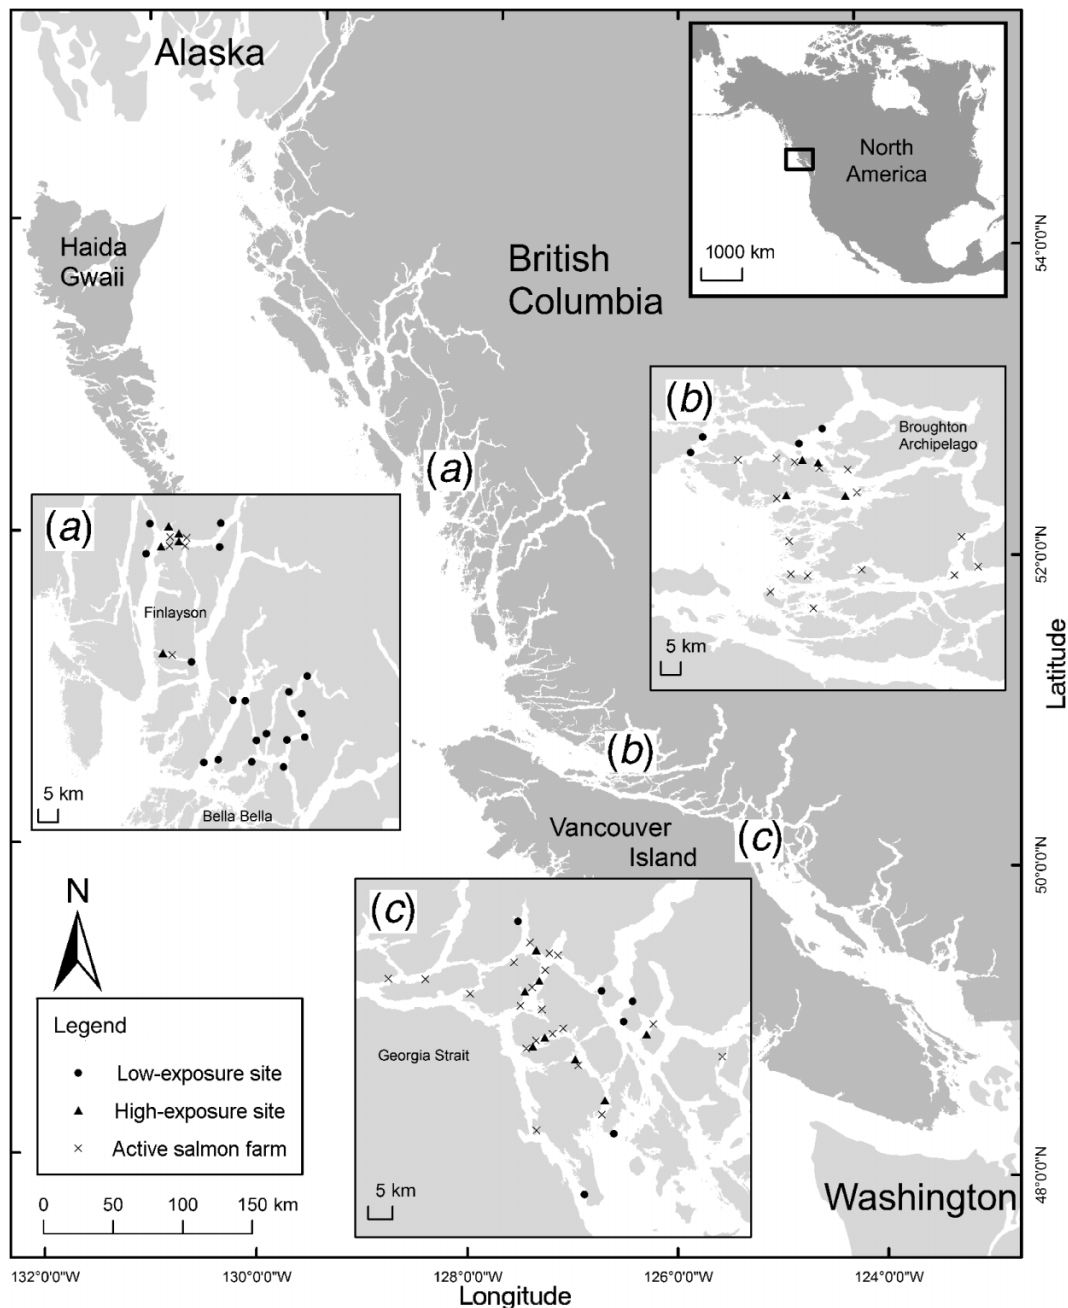 Alaska
Haida
Gwaii
British
Columbia
North
America
1000 km
54°0'0"N
(b)
Broughton
Archipelago
5 km
(a)
(a)
Finlayson
5 km
Bella Bella
52°0'0"N
Latitude
(b)
Vancouver
Island
(c)
50°0'0"N
(c)
Georgia Strait
5 km
N
Legend
Low-exposure site
High-exposure site
Active salmon farm
0 50 100 150 km
Washington
48°0'0"N
132°0'0"W 130°0'0"W 128°0'0"W 126°0'0"W 124°0'0"W
Longitude